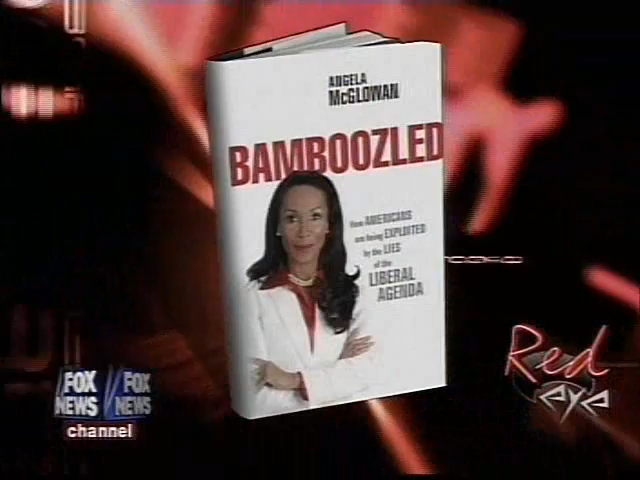 ANGELA
McGLOWAN
BAMBOOZLED
How AMERICANS
are being EXPLOITED
by the LIES
of the
LIBERAL
AGENDA
FOX NEWS FOX NEWS
channel
Red
eye